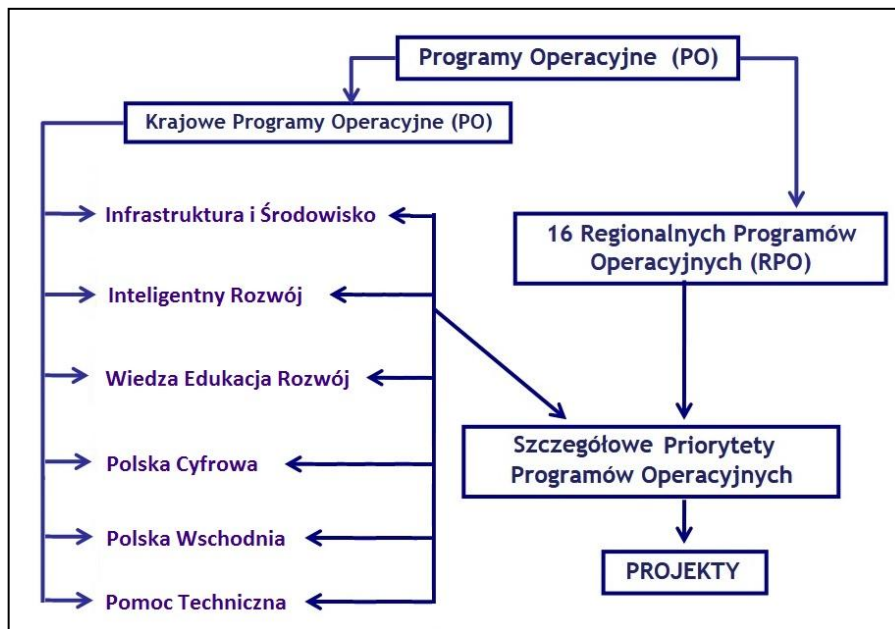 Programy Operacyjne (PO)
Krajowe Programy Operacyjne (PO)
Infrastruktura i Środowisko
Inteligentny Rozwój
Wiedza Edukacja Rozwój
Polska Cyfrowa
Polska Wschodnia
Pomoc Techniczna
16 Regionalnych Programów
Operacyjnych (RPO)
Szczegółowe Priorytety
Programów Operacyjnych
PROJEKTY